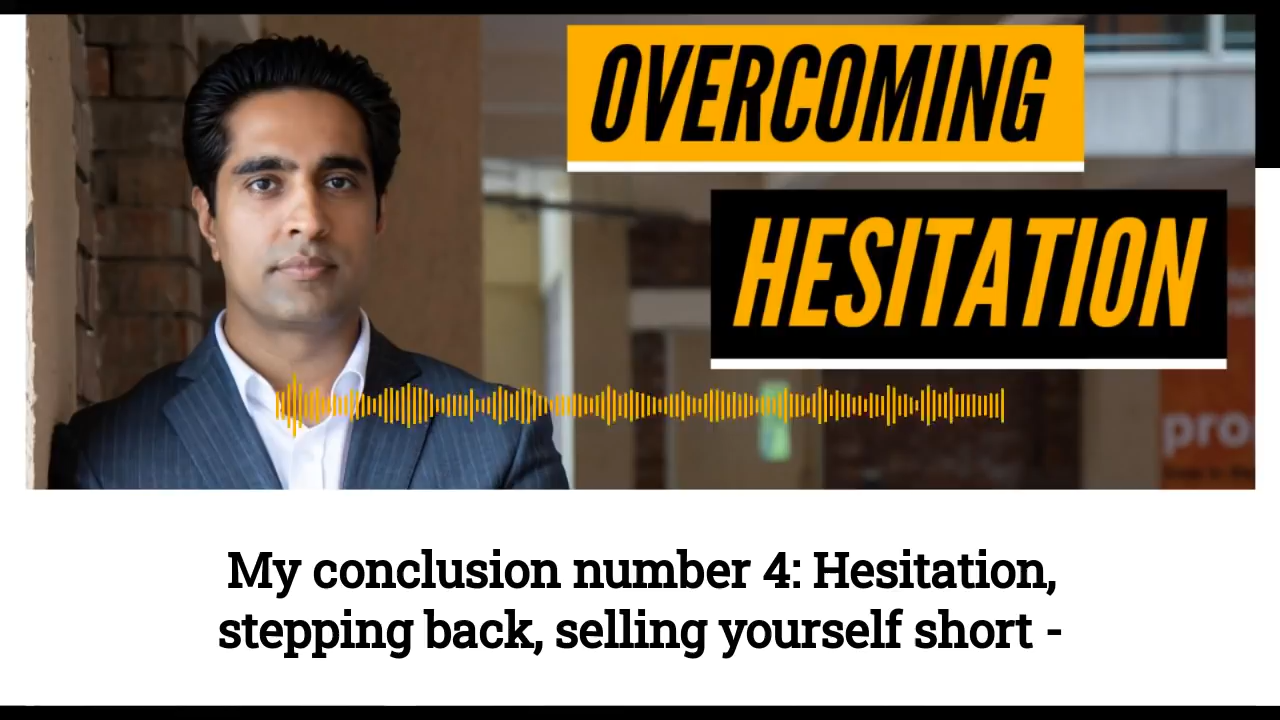 OVERCOMING
HESITATION
My conclusion number 4: Hesitation,
stepping back, selling yourself short -